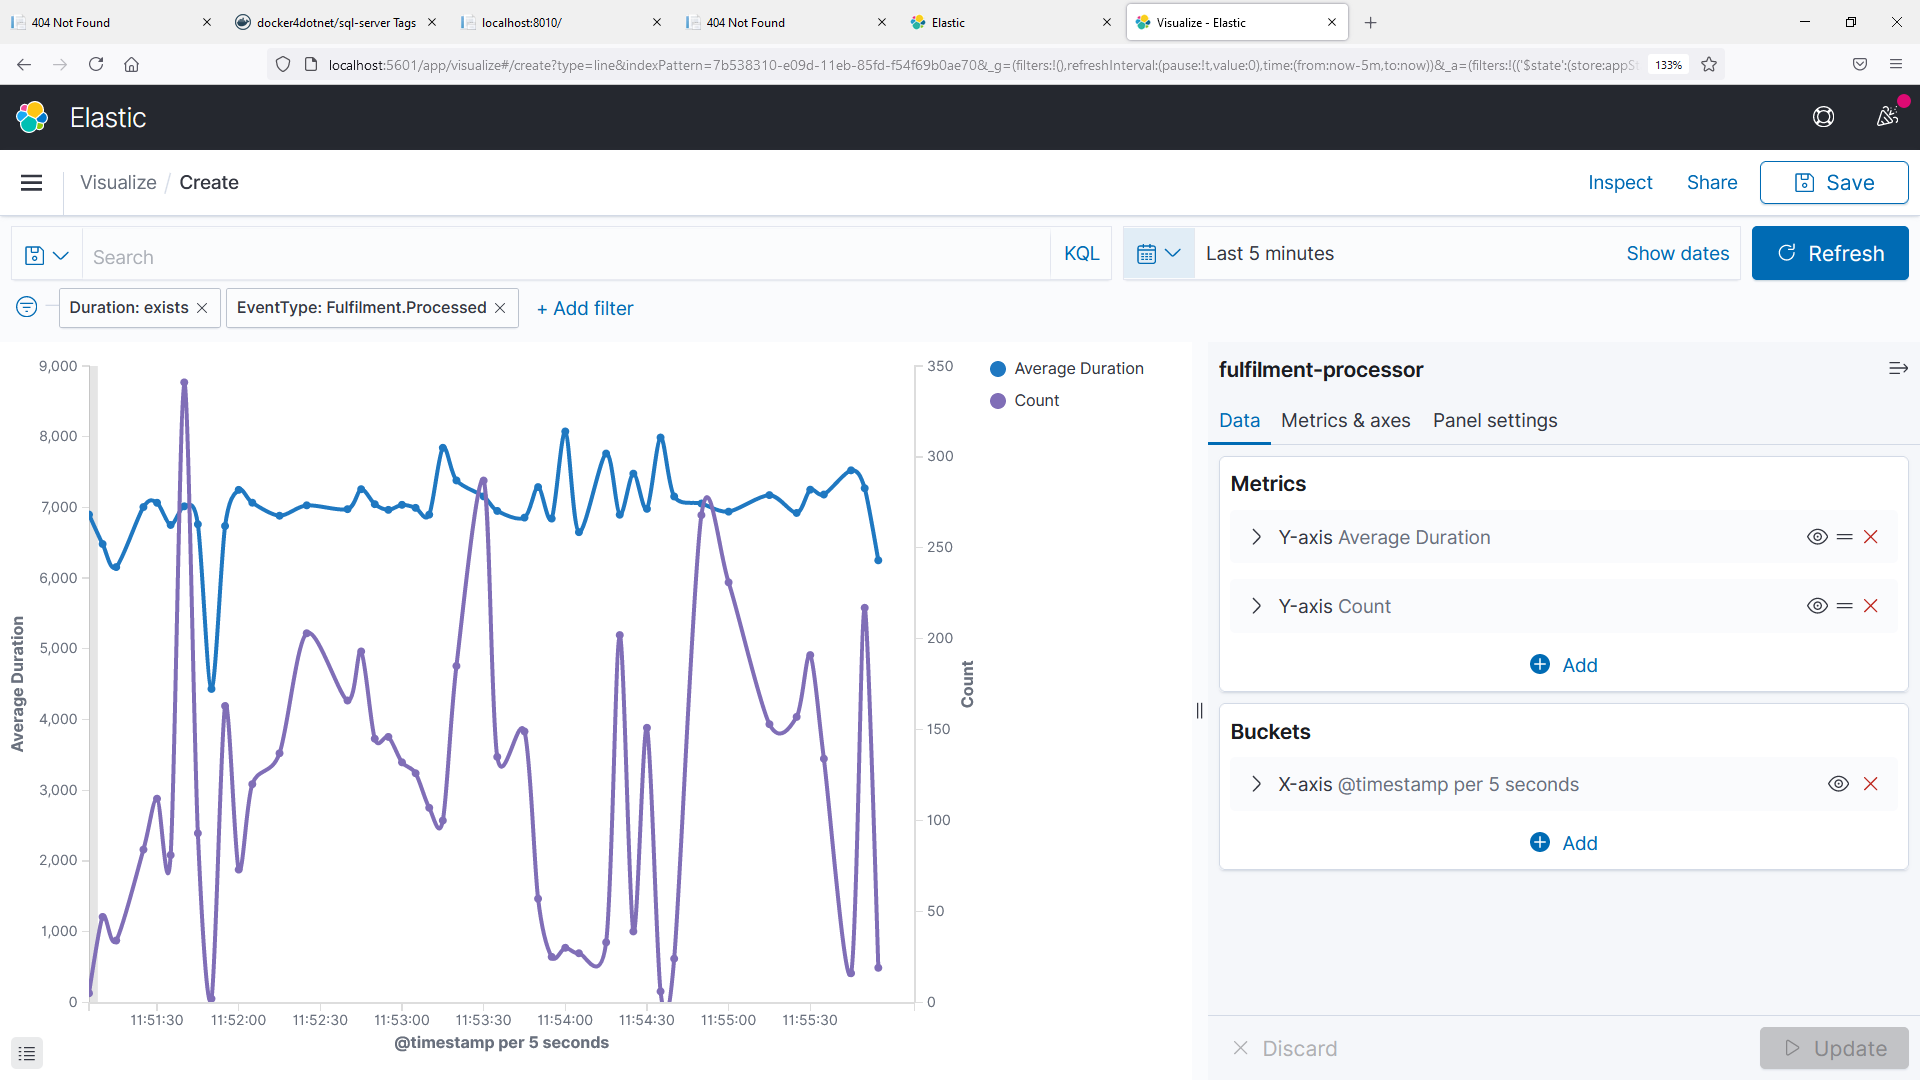 404 Not Found
docker4dotnet/sql-server Tags
localhost:8010/
404 Not Found
Elastic
Visualize - Elastic
localhost:5601/app/visualize#/create?type=line&indexPattern=7b538310-e09d-11eb-85fd-f54f69b0ae70&_g=(filters:!(),refreshInterval:(pause:!t,value:0),time:(from:now-5m,to:now))&_a=(filters:!(('$state':(store:appSt
133%
Elastic
Visualize / Create
Inspect
Share
Save
Search
KQL
Last 5 minutes
Show dates
Refresh
Duration: exists
EventType: Fulfilment.Processed
+ Add filter
9,000
8,000
7,000
6,000
5,000
4,000
3,000
2,000
1,000
0
Average Duration
350
300
250
200
150
100
50
0
Count
11:51:30
11:52:00
11:52:30
11:53:00
11:53:30
11:54:00
11:54:30
11:55:00
11:55:30
@timestamp per 5 seconds
Average Duration
Count
fulfilment-processor
Data
Metrics & axes
Panel settings
Metrics
Y-axis Average Duration
Y-axis Count
Add
Buckets
X-axis @timestamp per 5 seconds
Add
Discard
Update